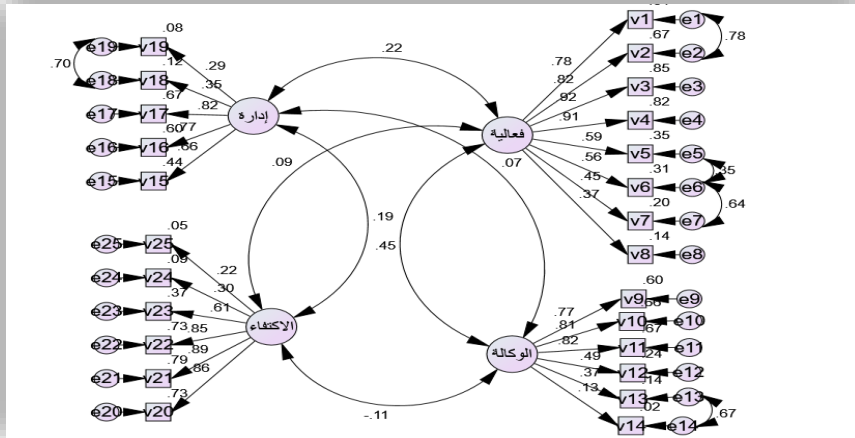 .08
e19 v19
.70
.29
.12
e18 v18
.35
.67
e17 v17
.82
إدارة
.60
.77
e16 v16
.66
.44
e15 v15
.22
v1 e1
.78
.67
.78
v2 e2
.82
.85
v3 e3
.92
.82
v4 e4
.91
فعالية
.35
.59
v5 e5
.56
.31
.35
v6 e6
.45
.20
.64
.37
v7 e7
.14
v8 e8
.09
.07
.19
.45
.05
e25 v25
.22
.09
e24 v24
.30
.37
e23 v23
.61
الاكتفاء
.73
.85
e22 v22
.89
.79
e21 v21
.86
.73
e20 v20
.60
.77
v9 e9
.81
v10 e10
.82
.67
v11 e11
الوكالة
.24
.49
v12 e12
.37
.14
v13 e13
.13
.02
.67
v14 e14
-.11